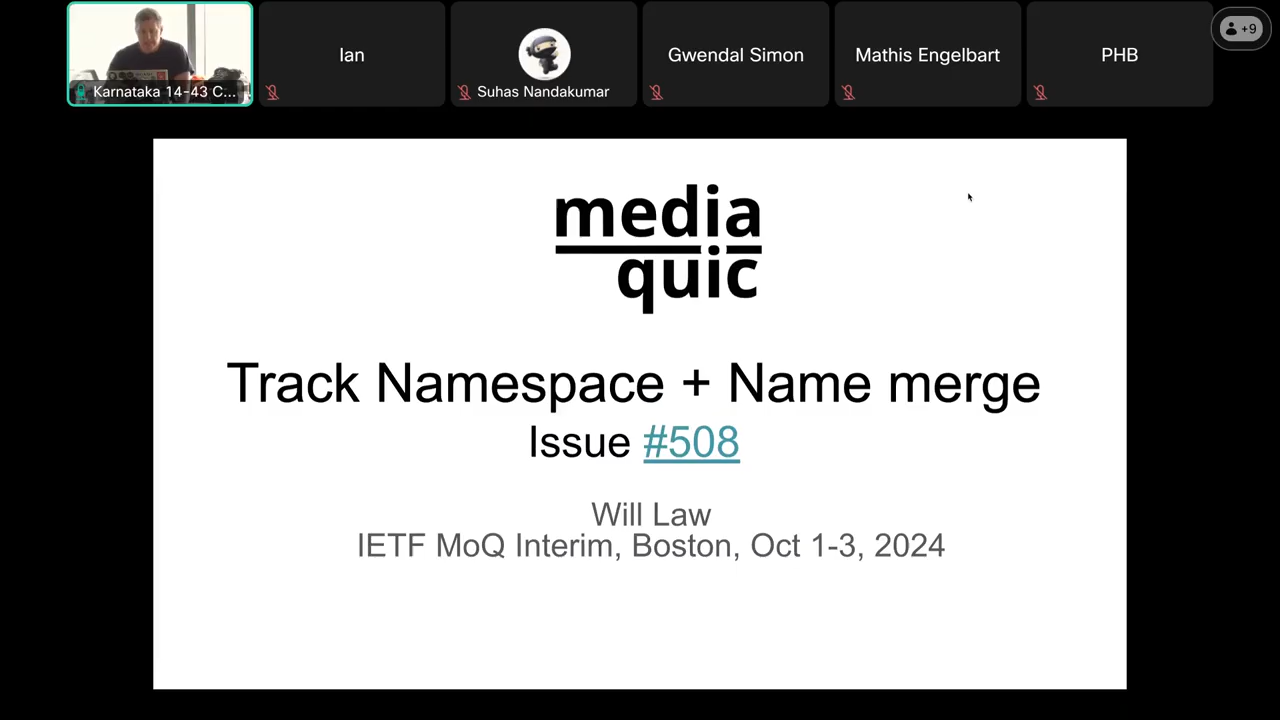 Karnataka 14-43 C...
Ian
Suhas Nandakumar
Gwendal Simon
Mathis Engelbart
PHB
+9
media
quic
Track Namespace + Name merge
Issue #508
Will Law
IETF MoQ Interim, Boston, Oct 1-3, 2024